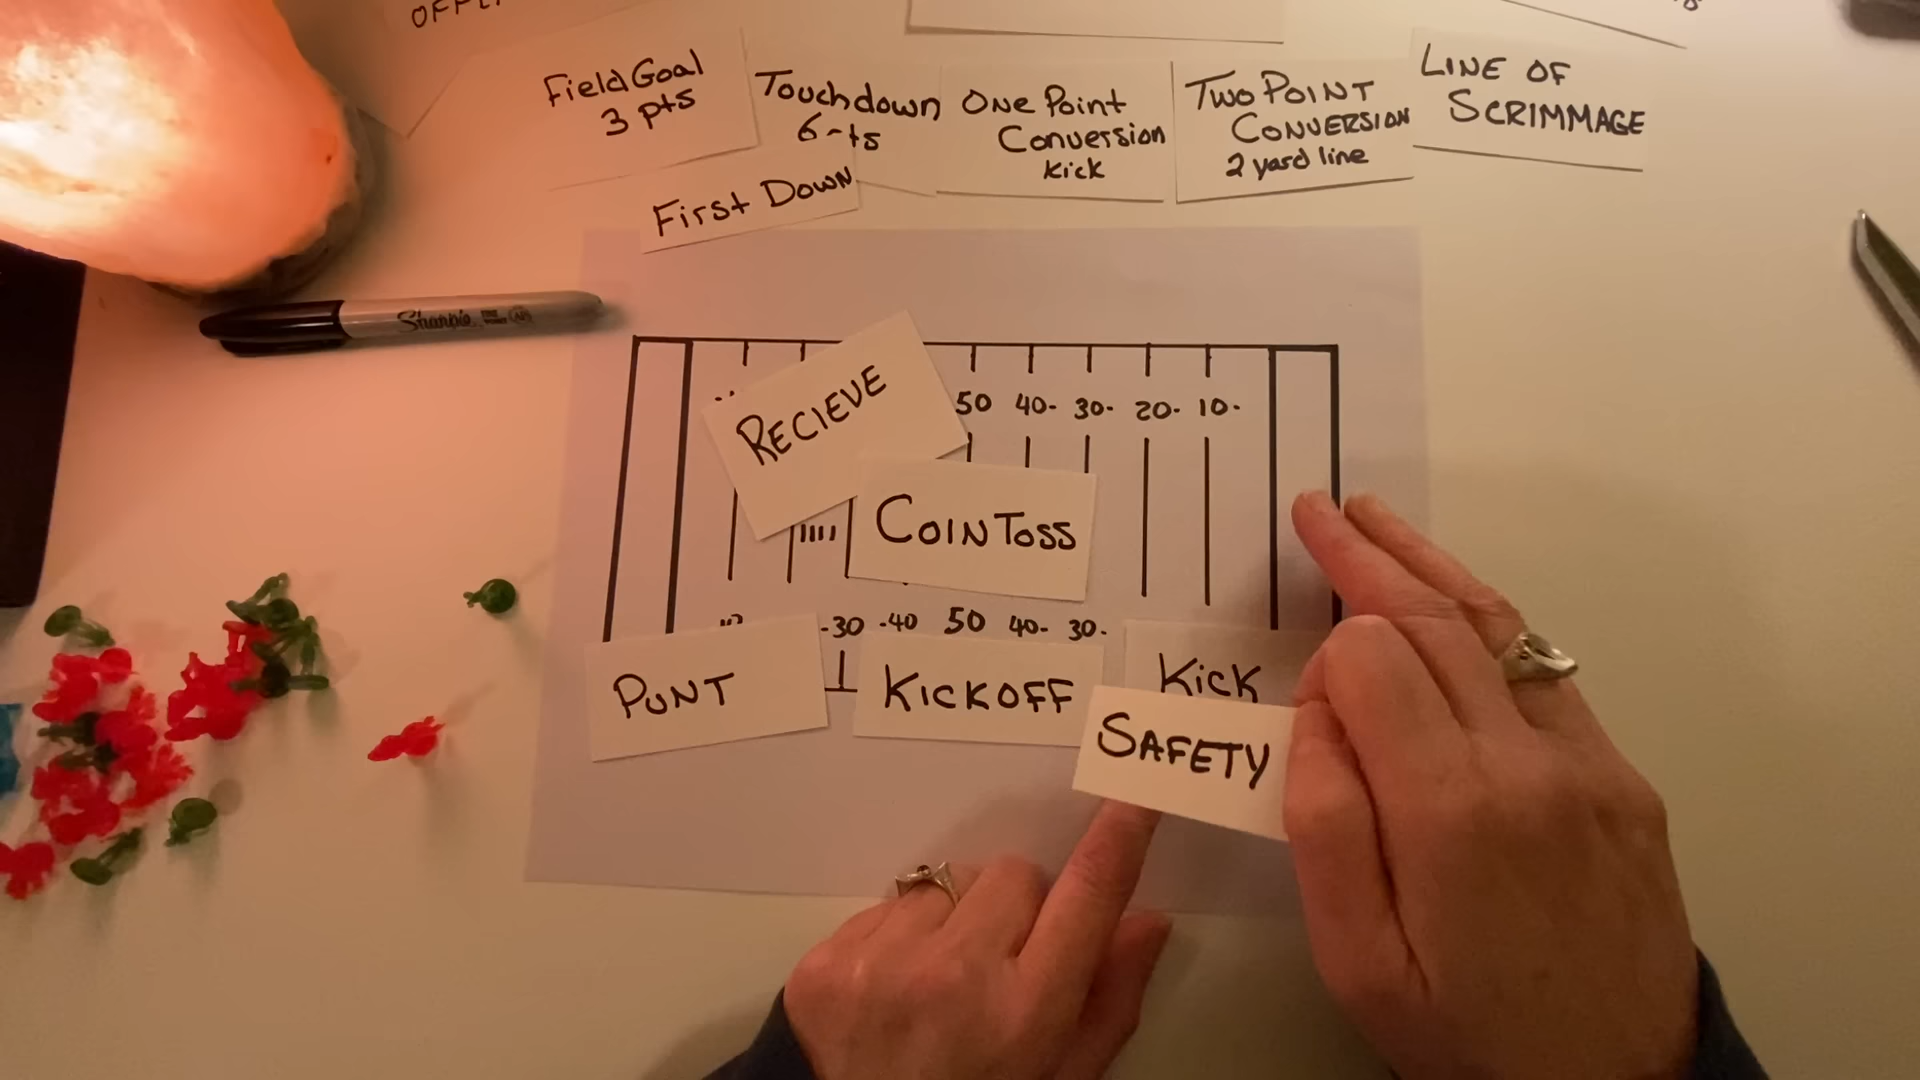 Field Goal
3 pts
Touchdown
6
One Point
Conversion
Kick
Two Point
Conversion
2 yard line
Line of
Scrimmage
First Down
Sharpie
Recieve
50 40- 30- 20- 10-
Coin Toss
-30 -40 50 40- 30-
Punt
Kickoff
Kick
Safety